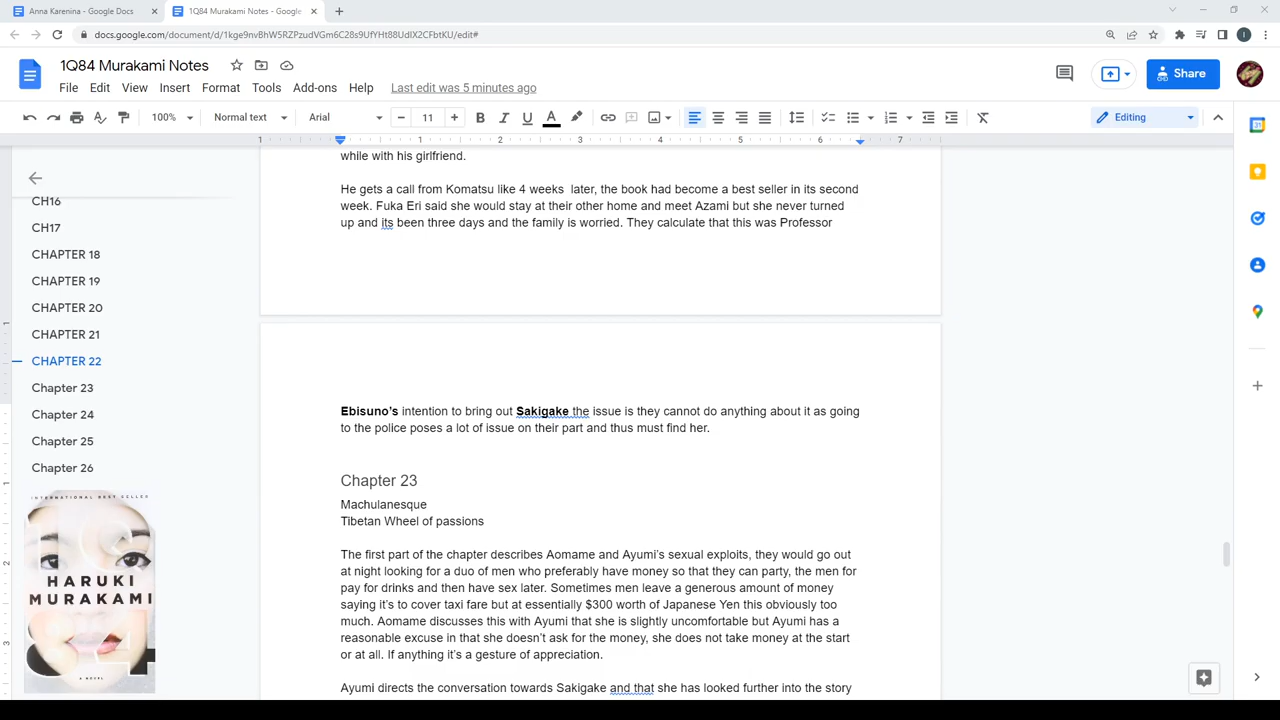 Anna Karenina - Google Docs
1Q84 Murakami Notes - Google
docs.google.com/document/d/1kge9nvBhW5RZPzudVGm6C28s9UfYHt88UdIX2CFbtKU/edit#
1Q84 Murakami Notes
File Edit View Insert Format Tools Add-ons Help Last edit was 5 minutes ago
Share
100% Normal text Arial 11 Editing
1 1 2 3 4 5 6 7
CH16
CH17
CHAPTER 18
CHAPTER 19
CHAPTER 20
CHAPTER 21
CHAPTER 22
Chapter 23
Chapter 24
Chapter 25
Chapter 26
INTERNATIONAL BEST SELLER
HARUKI
MURAKAMI
A NOVEL
while with his girlfriend.
He gets a call from Komatsu like 4 weeks  later, the book had become a best seller in its second
week. Fuka Eri said she would stay at their other home and meet Azami but she never turned
up and its been three days and the family is worried. They calculate that this was Professor
Ebisuno's intention to bring out Sakigake the issue is they cannot do anything about it as going
to the police poses a lot of issue on their part and thus must find her.
Chapter 23
Machulanesque
Tibetan Wheel of passions
The first part of the chapter describes Aomame and Ayumi's sexual exploits, they would go out
at night looking for a duo of men who preferably have money so that they can party, the men for
pay for drinks and then have sex later. Sometimes men leave a generous amount of money
saying it's to cover taxi fare but at essentially $300 worth of Japanese Yen this obviously too
much. Aomame discusses this with Ayumi that she is slightly uncomfortable but Ayumi has a
reasonable excuse in that she doesn't ask for the money, she does not take money at the start
or at all. If anything it's a gesture of appreciation.
Ayumi directs the conversation towards Sakigake and that she has looked further into the story